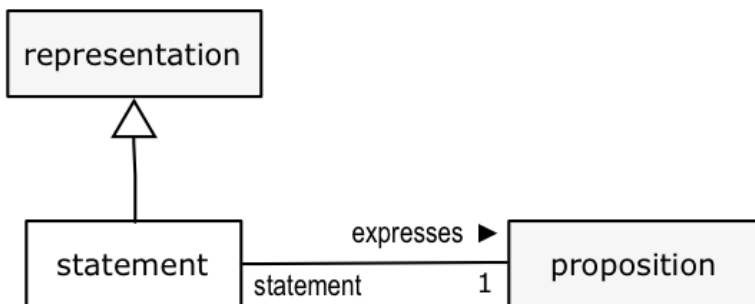 representation
expresses ▶
statement
proposition
statement
1